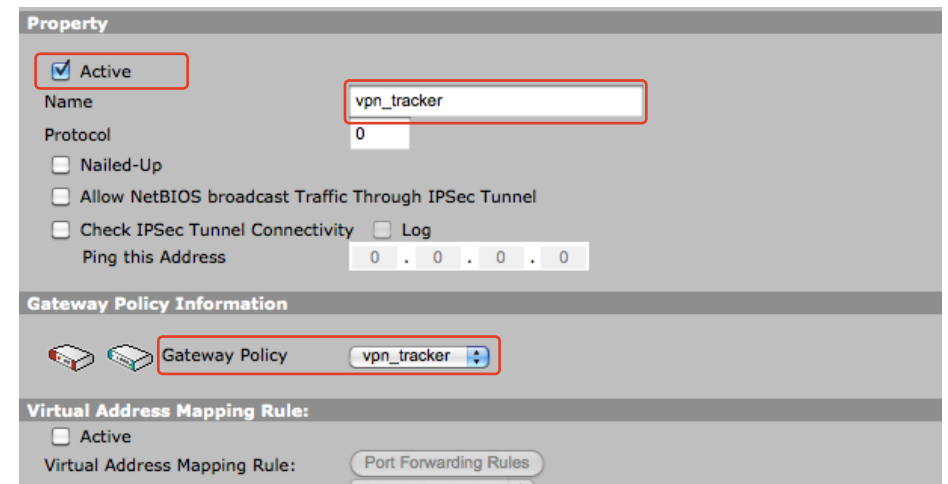 Property
Active
Name vpn_tracker
Protocol 0
Nailed-Up
Allow NetBIOS broadcast Traffic Through IPSec Tunnel
Check IPSec Tunnel Connectivity Log
Ping this Address 0 . 0 . 0 . 0
Gateway Policy Information
Gateway Policy vpn_tracker
Virtual Address Mapping Rule:
Active
Virtual Address Mapping Rule: Port Forwarding Rules